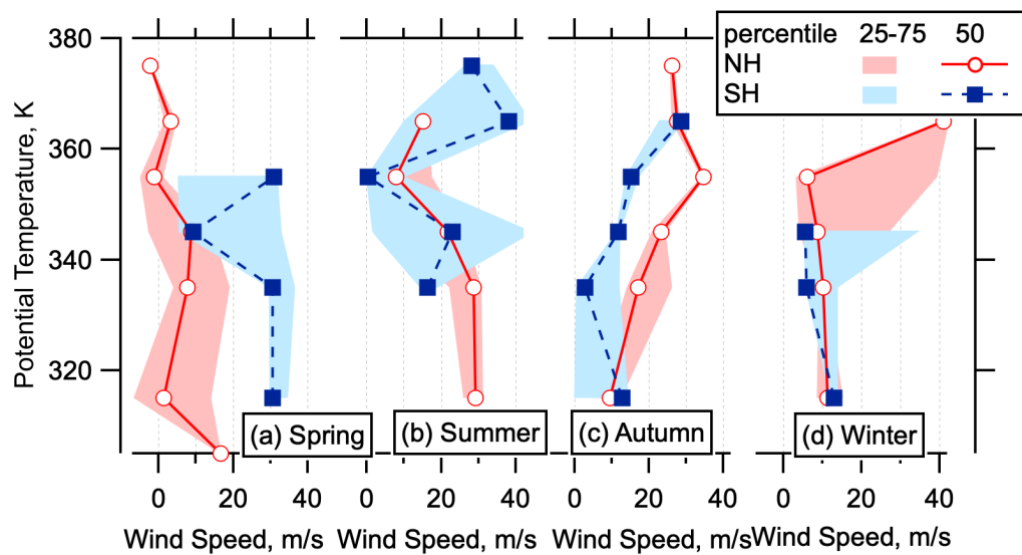 380
360
340
320
Potential Temperature, K
percentile 25-75 50
NH
SH
(a) Spring
(b) Summer
(c) Autumn
(d) Winter
0 20 40
0 20 40
0 20 40
0 20 40
Wind Speed, m/s
Wind Speed, m/s
Wind Speed, m/s
Wind Speed, m/s